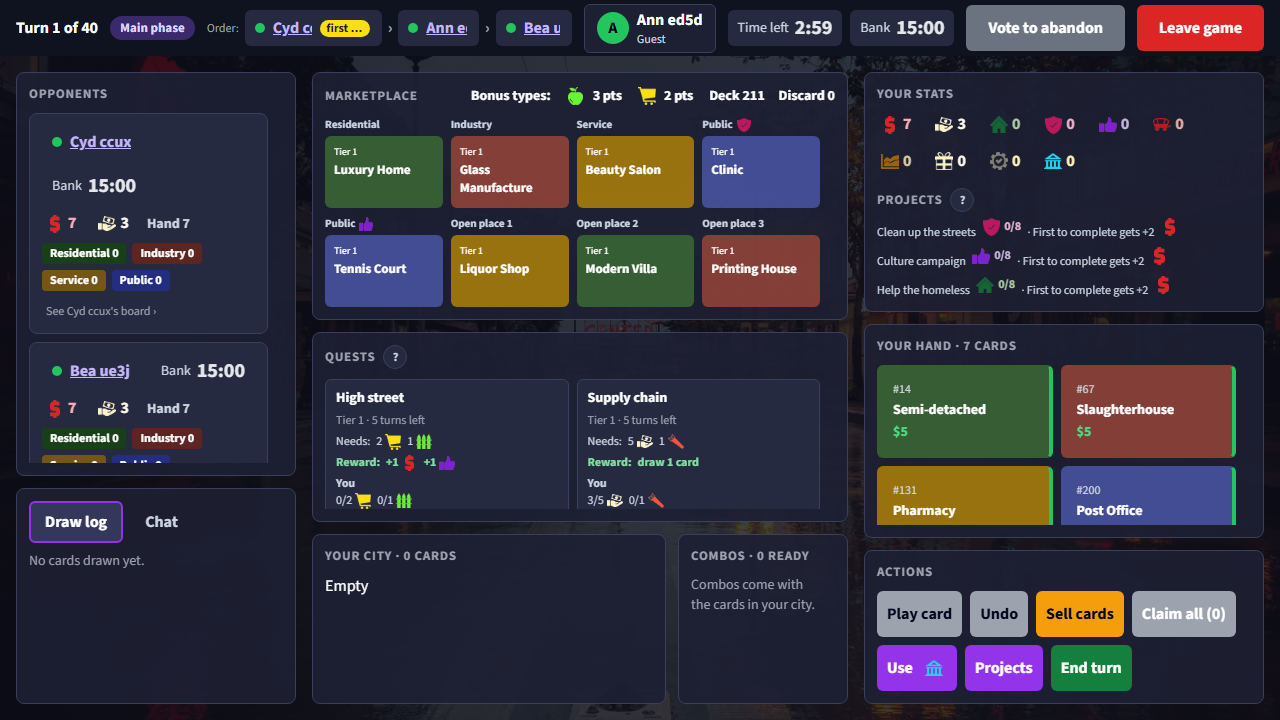 Turn 1 of 40 Main phase Order: Cyd cc first ... › Ann e › Bea u A Ann ed5d Guest Time left 2:59 Bank 15:00 Vote to abandon Leave game
OPPONENTS
Cyd ccux
Bank 15:00
7 3 Hand 7
Residential 0 Industry 0
Service 0 Public 0
See Cyd ccux's board ›
Bea ue3j Bank 15:00
7 3 Hand 7
Residential 0 Industry 0
Draw log Chat
No cards drawn yet.
MARKETPLACE Bonus types: 3 pts 2 pts Deck 211 Discard 0
Residential Industry Service Public
Tier 1 Tier 1 Tier 1 Tier 1
Luxury Home Glass Manufacture Beauty Salon Clinic
Public Open place 1 Open place 2 Open place 3
Tier 1 Tier 1 Tier 1 Tier 1
Tennis Court Liquor Shop Modern Villa Printing House
QUESTS ?
High street
Tier 1 · 5 turns left
Needs: 2 1
Reward: +1 +1
You
0/2 0/1
Supply chain
Tier 1 · 5 turns left
Needs: 5 1
Reward: draw 1 card
You
3/5 0/1
YOUR CITY · 0 CARDS
Empty
COMBOS · 0 READY
Combos come with
the cards in your city.
YOUR STATS
$ 7 3 0 0 0 0
0 0 0 0
PROJECTS ?
Clean up the streets 0/8 · First to complete gets +2 $
Culture campaign 0/8 · First to complete gets +2 $
Help the homeless 0/8 · First to complete gets +2 $
YOUR HAND · 7 CARDS
#14
Semi-detached
$5
#67
Slaughterhouse
$5
#131
Pharmacy
#200
Post Office
ACTIONS
Play card Undo Sell cards Claim all (0)
Use Projects End turn